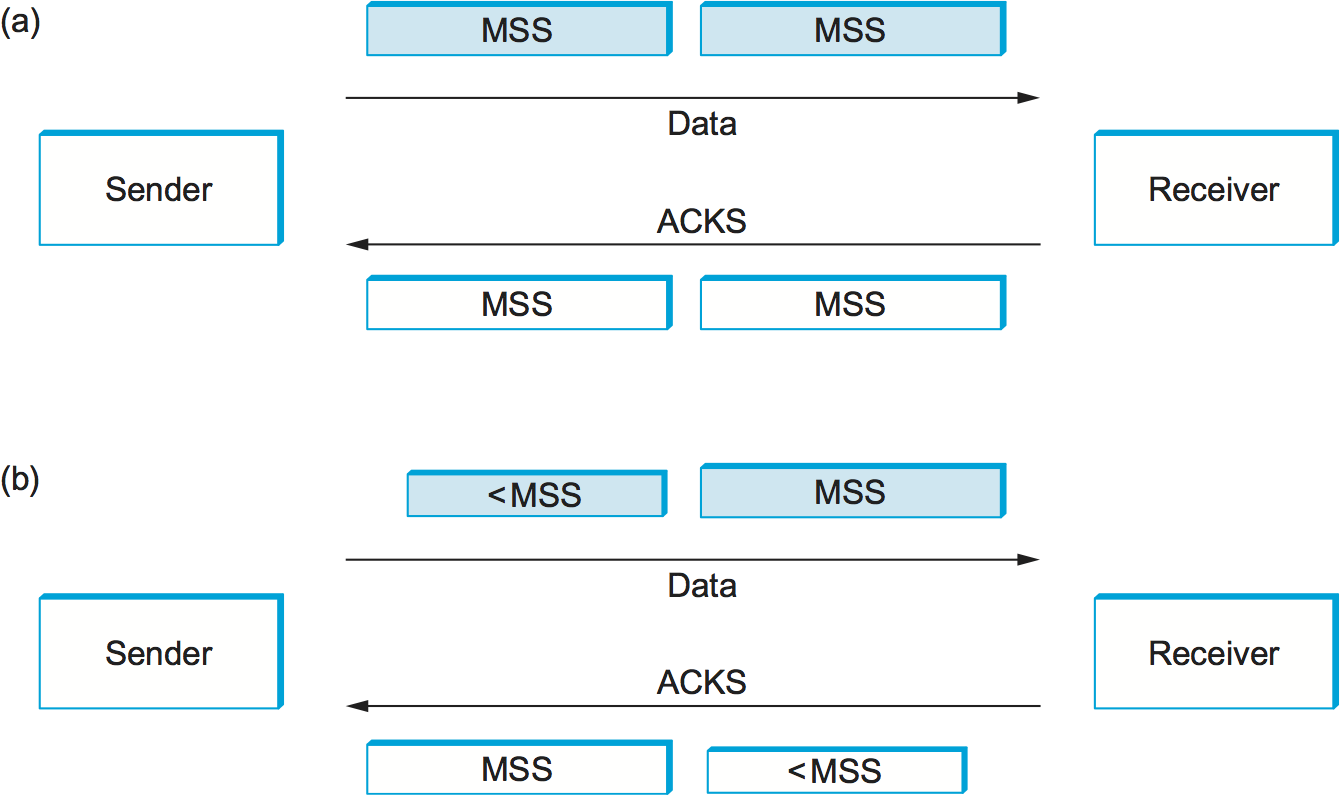 (a)
MSS MSS
Data
Sender Receiver
ACKS
MSS MSS
(b)
<MSS MSS
Data
Sender Receiver
ACKS
MSS <MSS